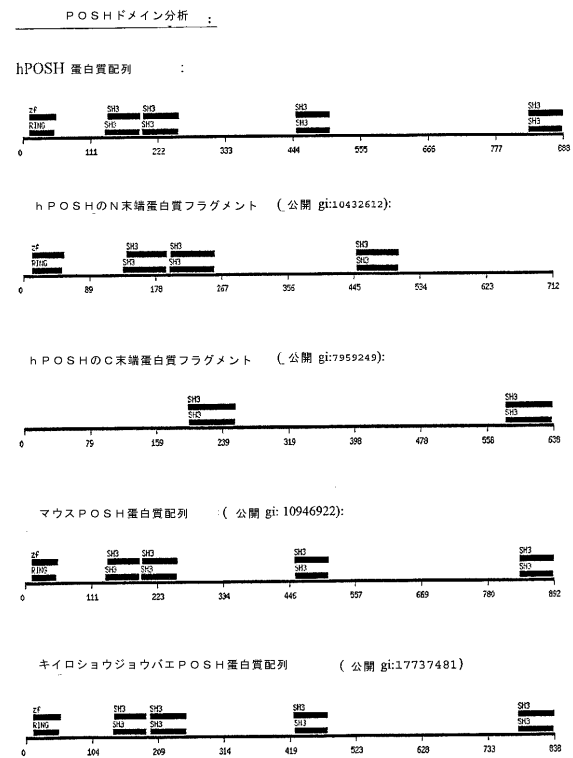 POSHドメイン分析 :
hPOSH 蛋白質配列 :
zf SH3 SH3 SH3 SH3
RING SH3 SH3 SH3 SH3
0 111 222 333 444 555 666 777 888
hPOSHのN末端蛋白質フラグメント (公開 gi:10432612):
zf SH3 SH3 SH3
RING SH3 SH3 SH3
0 89 178 267 356 445 534 623 712
hPOSHのC末端蛋白質フラグメント (公開 gi:7959249):
SH3 SH3
SH3 SH3
0 79 159 239 319 398 478 558 638
マウスPOSH蛋白質配列 :( 公開 gi: 10946922):
zf SH3 SH3 SH3 SH3
RING SH3 SH3 SH3 SH3
0 111 223 334 446 557 669 780 892
キイロショウジョウバエPOSH蛋白質配列 ( 公開 gi:17737481)
zf SH3 SH3 SH3 SH3
RING SH3 SH3 SH3 SH3
0 104 209 314 419 523 628 733 838